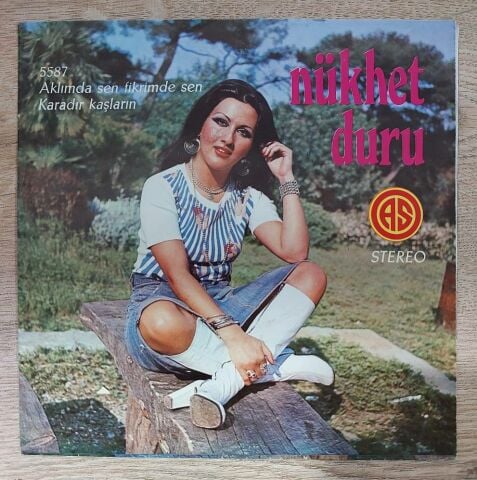 5587
Aklımda sen fikrimde sen
Karadır kaşların
nükhet
duru
AS
STEREO